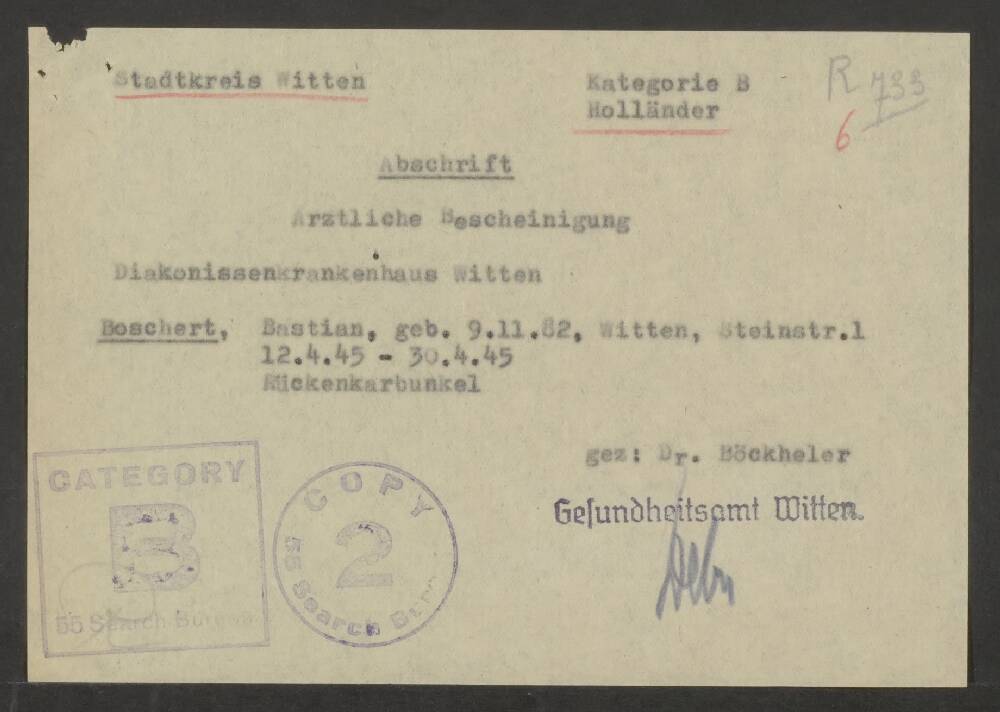 Stadtkreis Witten
Kategorie B
Holländer
R 733
6
Abschrift
Ärztliche Bescheinigung
Diakonissenkrankenhaus Witten
Boschert, Bastian, geb. 9.11.82, Witten, Steinstr.1
12.4.45 - 30.4.45
Rückenkarbunkel
gez: Dr. Böckheler
Gesundheitsamt Witten.
CATEGORY
B
55 Search Bureau
COPY
2
55 Search Bureau